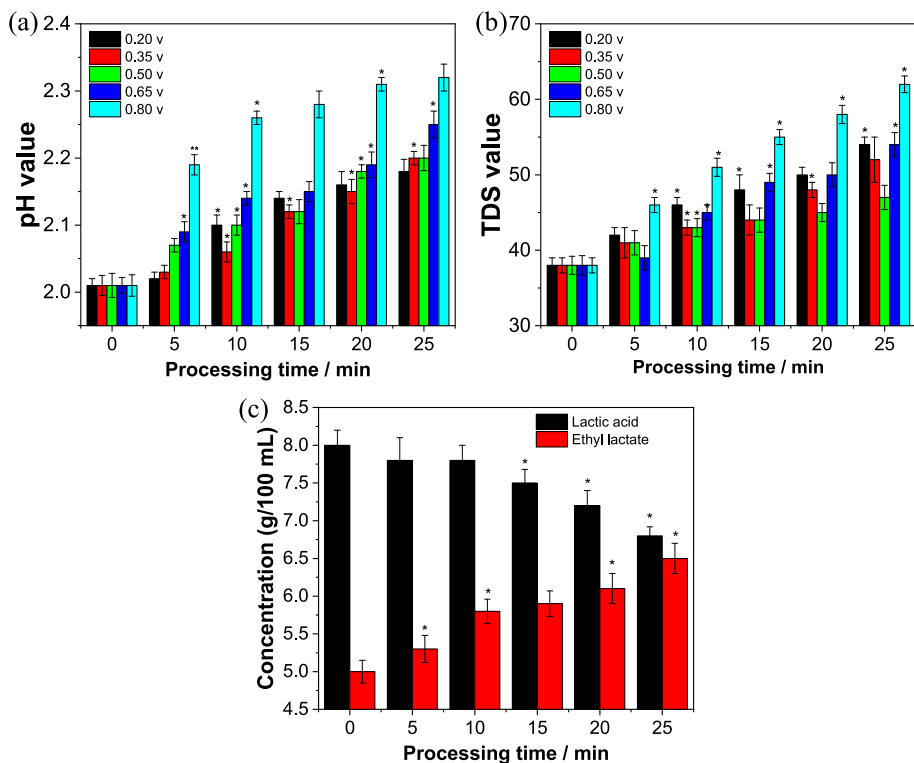 (a)
pH value
2.4
2.3
2.2
2.1
2.0
0.20 v
0.35 v
0.50 v
0.65 v
0.80 v
** * * * * * * * * * * * * * *
0 5 10 15 20 25
Processing time / min
(b)
TDS value
70
60
50
40
30
0.20 v
0.35 v
0.50 v
0.65 v
0.80 v
* * * * * * * * * * * * * * *
0 5 10 15 20 25
Processing time / min
(c)
Concentration (g/100 mL)
8.5
8.0
7.5
7.0
6.5
6.0
5.5
5.0
4.5
Lactic acid
Ethyl lactate
* * * * * * *
0 5 10 15 20 25
Processing time / min